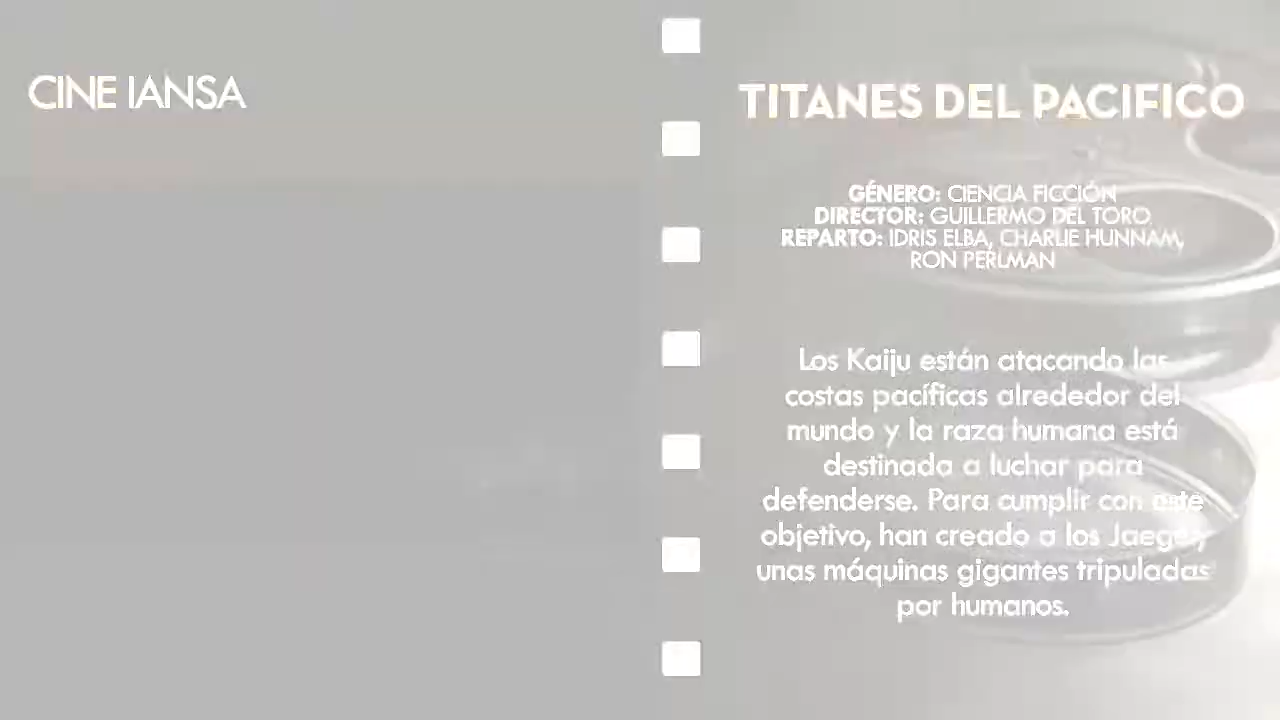 CINE IANSA
TITANES DEL PACIFICO
GÉNERO: CIENCIA FICCIÓN
DIRECTOR: GUILLERMO DEL TORO
REPARTO: IDRIS ELBA, CHARLIE HUNNAM,
RON PERLMAN
Los Kaiju están atacando las
costas pacíficas alrededor del
mundo y la raza humana está
destinada a luchar para
defenderse. Para cumplir con este
objetivo, han creado a los Jaeger,
unas máquinas gigantes tripuladas
por humanos.